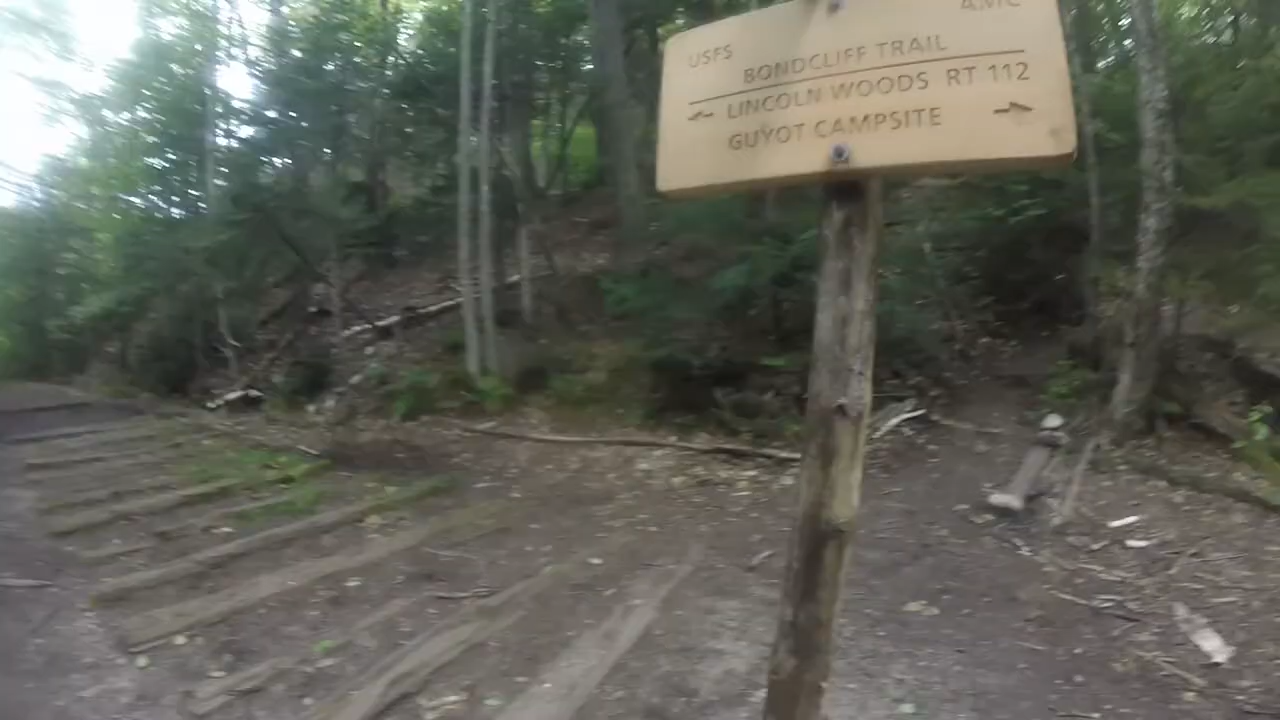 USFS AMC
BONDCLIFF TRAIL
LINCOLN WOODS RT 112
GUYOT CAMPSITE